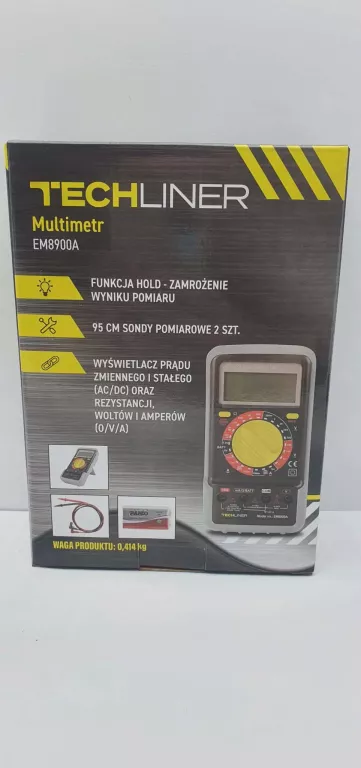 TECHLINER
Multimetr
EM8900A
FUNKCJA HOLD - ZAMROŻENIE
WYNIKU POMIARU
95 CM SONDY POMIAROWE 2 SZT.
WYŚWIETLACZ PRĄDU
ZMIENNEGO I STAŁEGO
(AC/DC) ORAZ
REZYSTANCJI,
WOLTÓW I AMPERÓW
(O/V/A)
TECHLINER
WAGA PRODUKTU: 0,414 kg